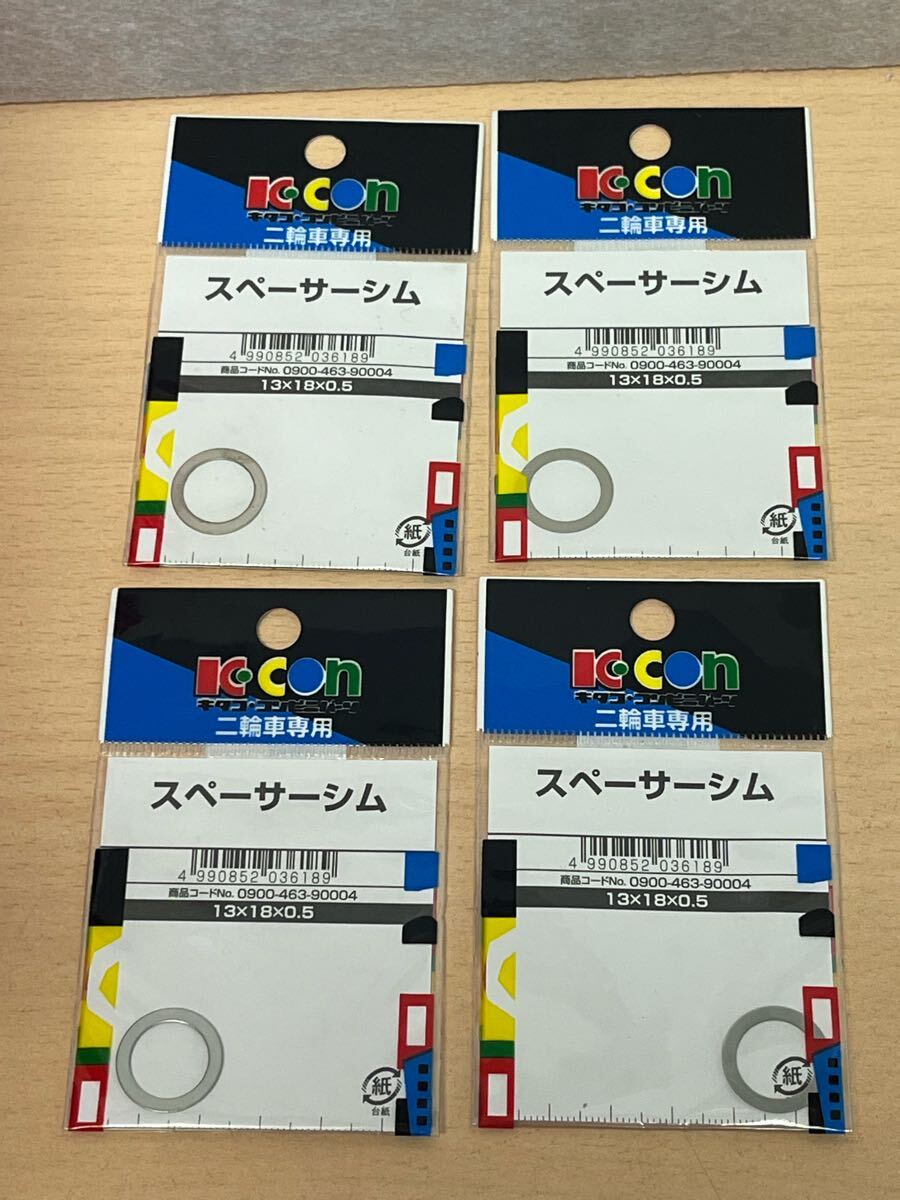 K・CON
キタコ・コンビニパーツ
二輪車専用
スペーサーシム
4 990852 036189
商品コードNo. 0900-463-90004
13×18×0.5
紙
台紙
K・CON
キタコ・コンビニパーツ
二輪車専用
スペーサーシム
4 990852 036189
商品コードNo. 0900-463-90004
13×18×0.5
紙
台紙
K・CON
キタコ・コンビニパーツ
二輪車専用
スペーサーシム
4 990852 036189
商品コードNo. 0900-463-90004
13×18×0.5
紙
台紙
K・CON
キタコ・コンビニパーツ
二輪車専用
スペーサーシム
4 990852 036189
商品コードNo. 0900-463-90004
13×18×0.5
紙